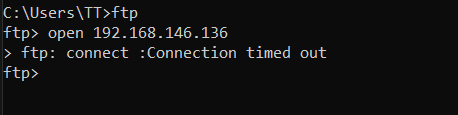 C:\Users\TT>ftp
ftp> open 192.168.146.136
> ftp: connect :Connection timed out
ftp>